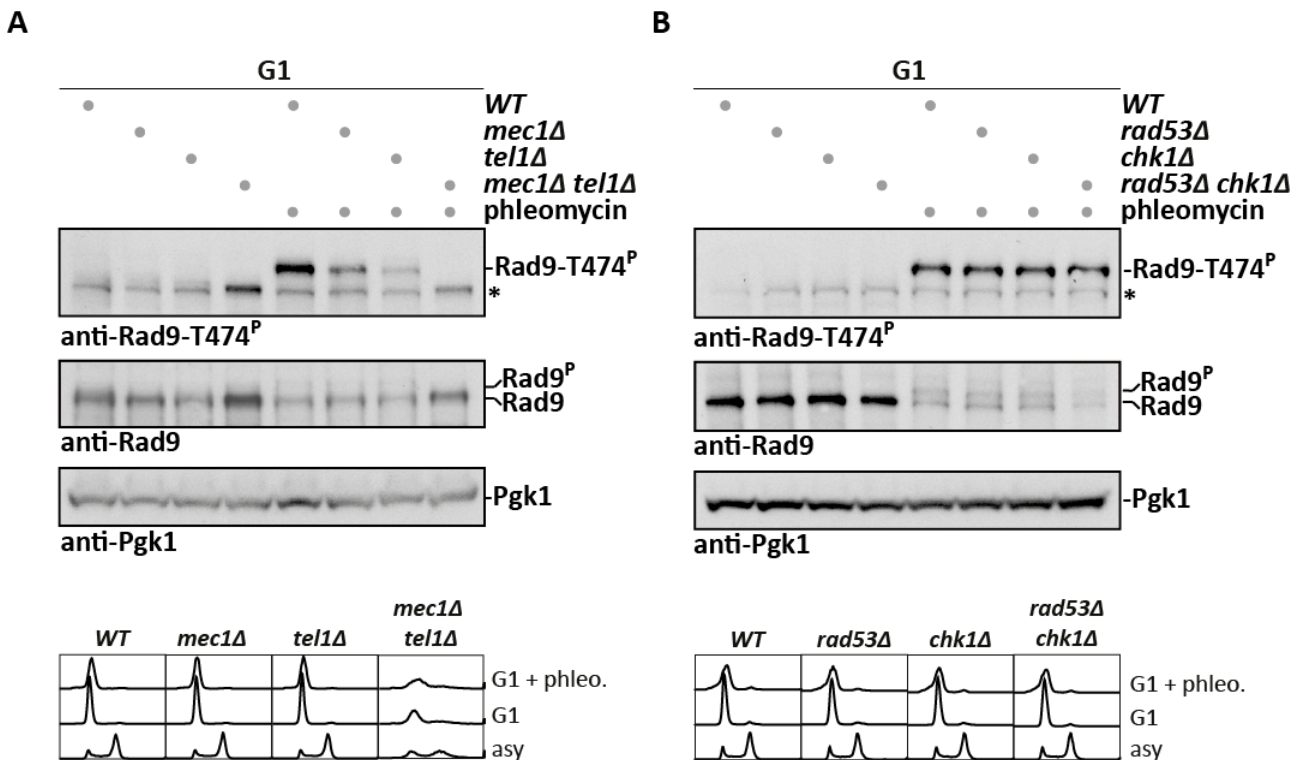 A
G1
WT
mec1Δ
tel1Δ
mec1Δ tel1Δ
phleomycin
-Rad9-T474ᴾ
*
anti-Rad9-T474ᴾ
Rad9ᴾ
Rad9
anti-Rad9
-Pgk1
anti-Pgk1
mec1Δ
WT mec1Δ tel1Δ tel1Δ
G1 + phleo.
G1
asy
B
G1
WT
rad53Δ
chk1Δ
rad53Δ chk1Δ
phleomycin
-Rad9-T474ᴾ
*
anti-Rad9-T474ᴾ
Rad9ᴾ
Rad9
anti-Rad9
-Pgk1
anti-Pgk1
rad53Δ
WT rad53Δ chk1Δ chk1Δ
G1 + phleo.
G1
asy